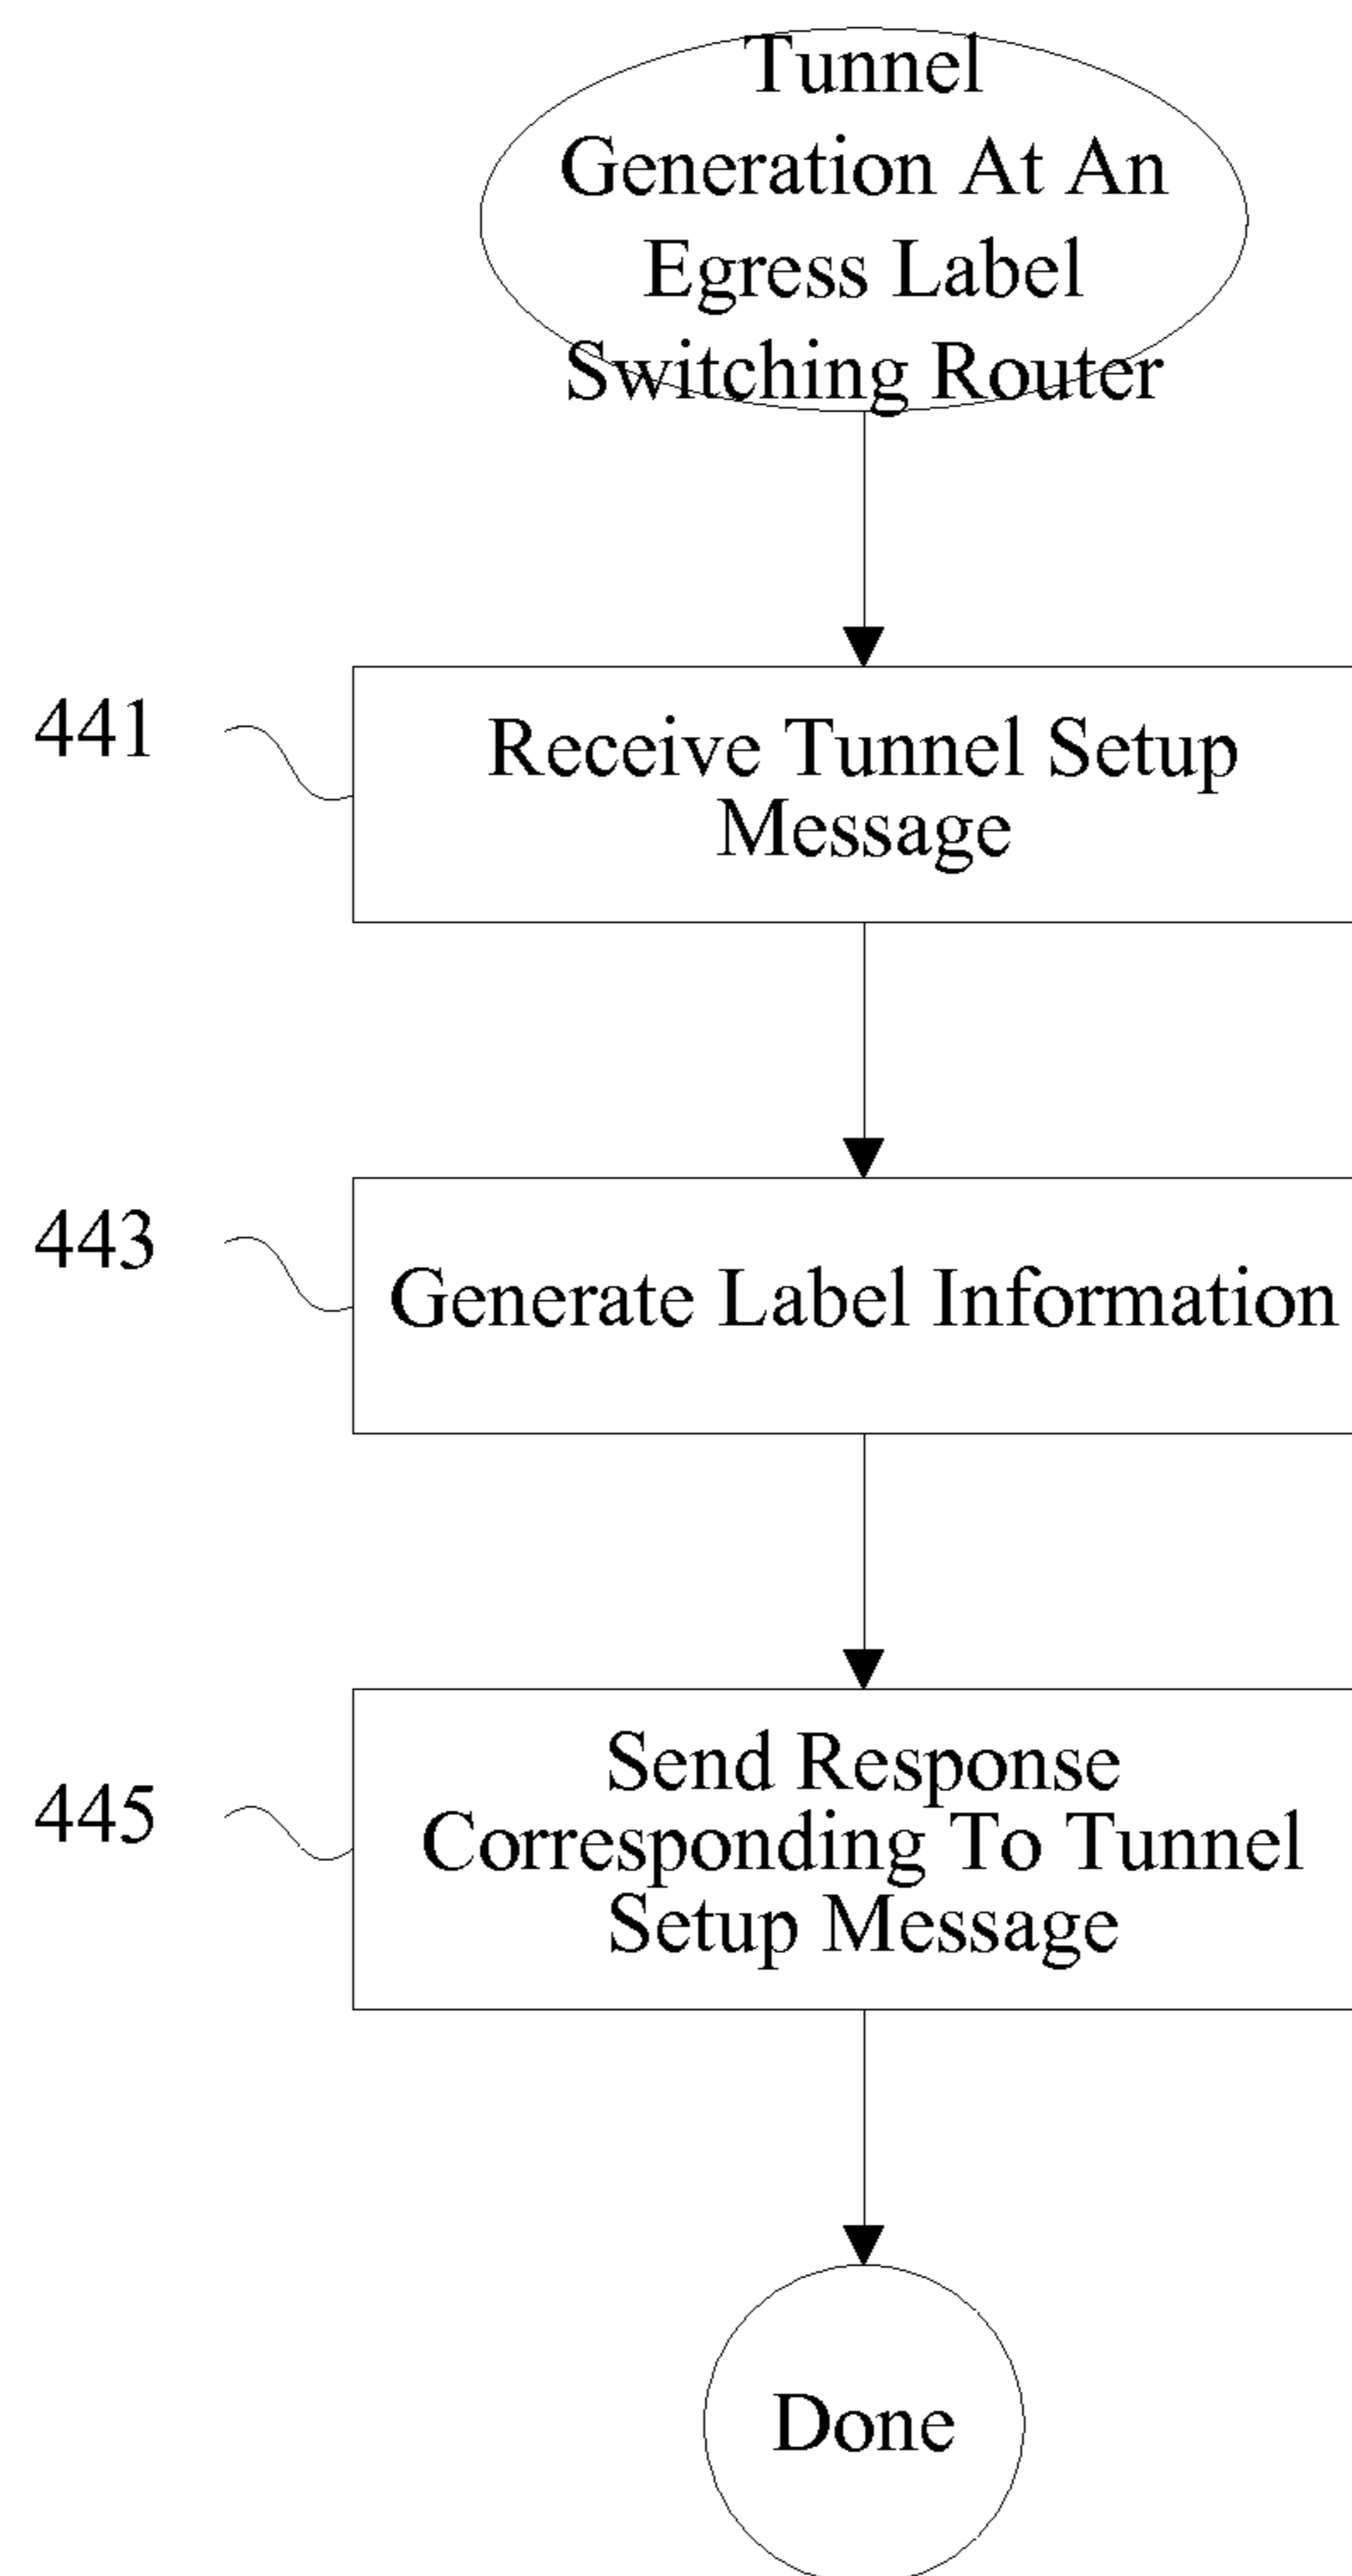 Tunnel
Generation At An
Egress Label
Switching Router
441
Receive Tunnel Setup
Message
443
Generate Label Information
445
Send Response
Corresponding To Tunnel
Setup Message
Done